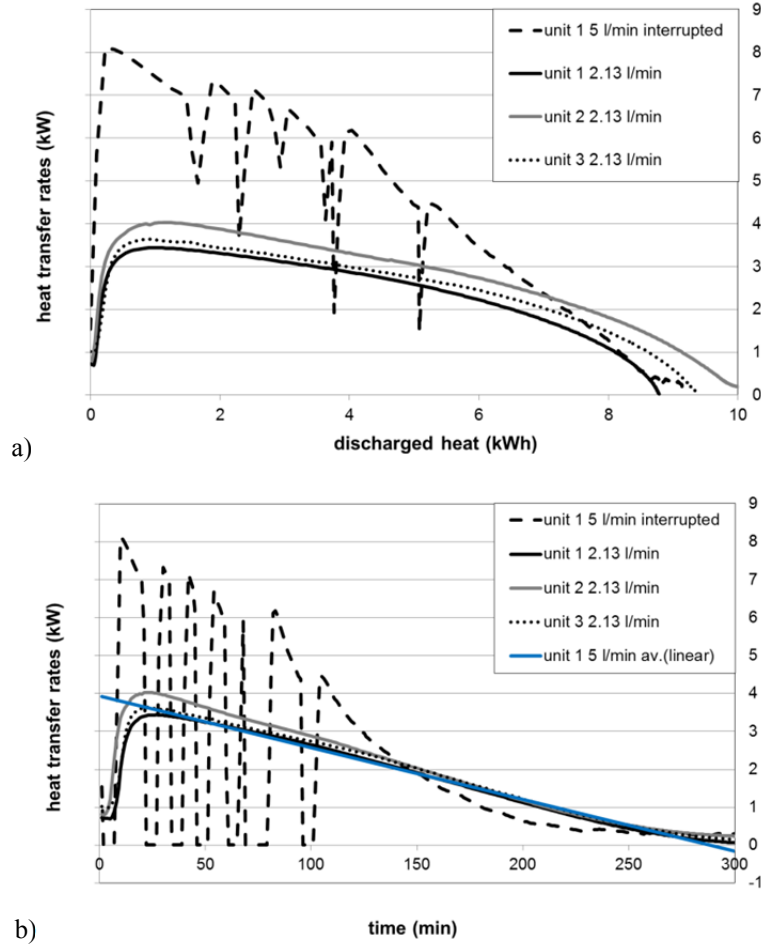 9
8
7
6
5
4
3
2
1
0
heat transfer rates (kW)
unit 1 5 l/min interrupted
unit 1 2.13 l/min
unit 2 2.13 l/min
unit 3 2.13 l/min
0 2 4 6 8 10
discharged heat (kWh)
a)
9
8
7
6
5
4
3
2
1
0
-1
heat transfer rates (kW)
unit 1 5 l/min interrupted
unit 1 2.13 l/min
unit 2 2.13 l/min
unit 3 2.13 l/min
unit 1 5 l/min av.(linear)
0 50 100 150 200 250 300
time (min)
b)